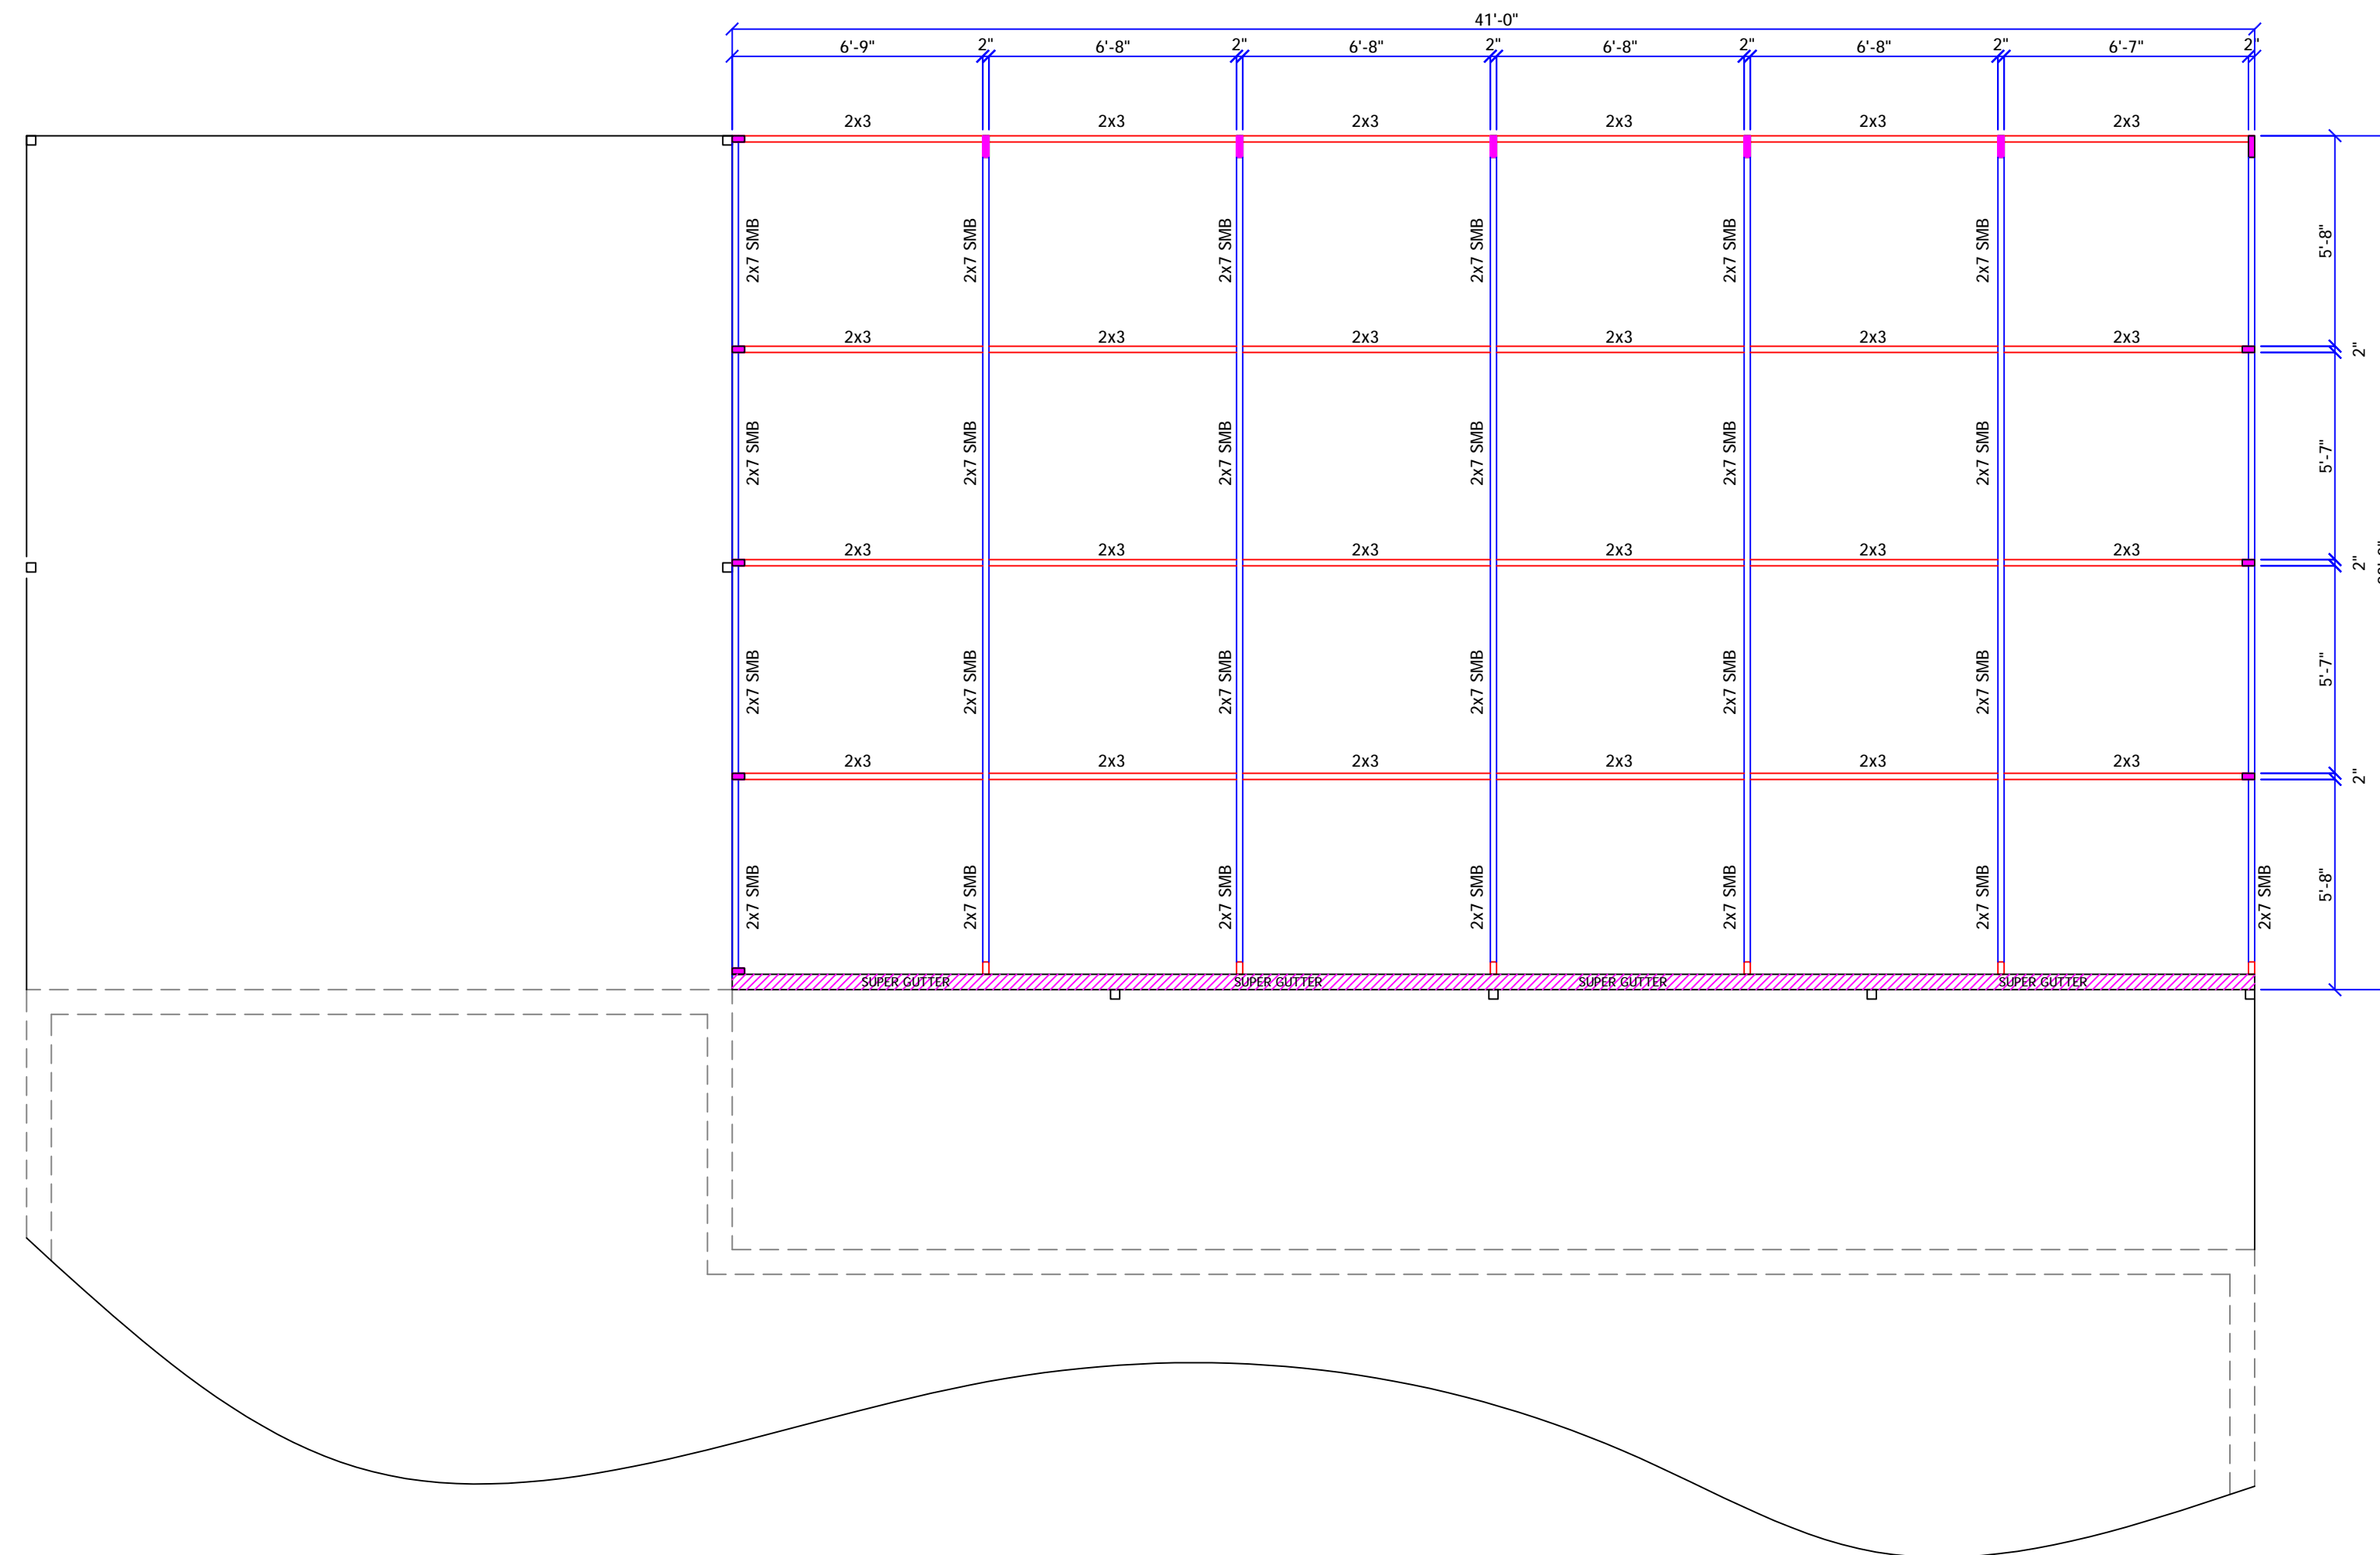 41'-0"
6'-9" 2" 6'-8" 2" 6'-8" 2" 6'-8" 2" 6'-8" 2" 6'-7" 2"
2x3 2x3 2x3 2x3 2x3 2x3
2x7 SMB 2x7 SMB 2x7 SMB 2x7 SMB 2x7 SMB 2x7 SMB 5'-8"
2x3 2x3 2x3 2x3 2x3 2x3 2"
2x7 SMB 2x7 SMB 2x7 SMB 2x7 SMB 2x7 SMB 2x7 SMB 5'-7"
2x3 2x3 2x3 2x3 2x3 2x3 2"
2x7 SMB 2x7 SMB 2x7 SMB 2x7 SMB 2x7 SMB 2x7 SMB 5'-7"
2x3 2x3 2x3 2x3 2x3 2x3 2"
2x7 SMB 2x7 SMB 2x7 SMB 2x7 SMB 2x7 SMB 2x7 SMB 2x7 SMB 5'-8"
SUPER GUTTER SUPER GUTTER SUPER GUTTER SUPER GUTTER